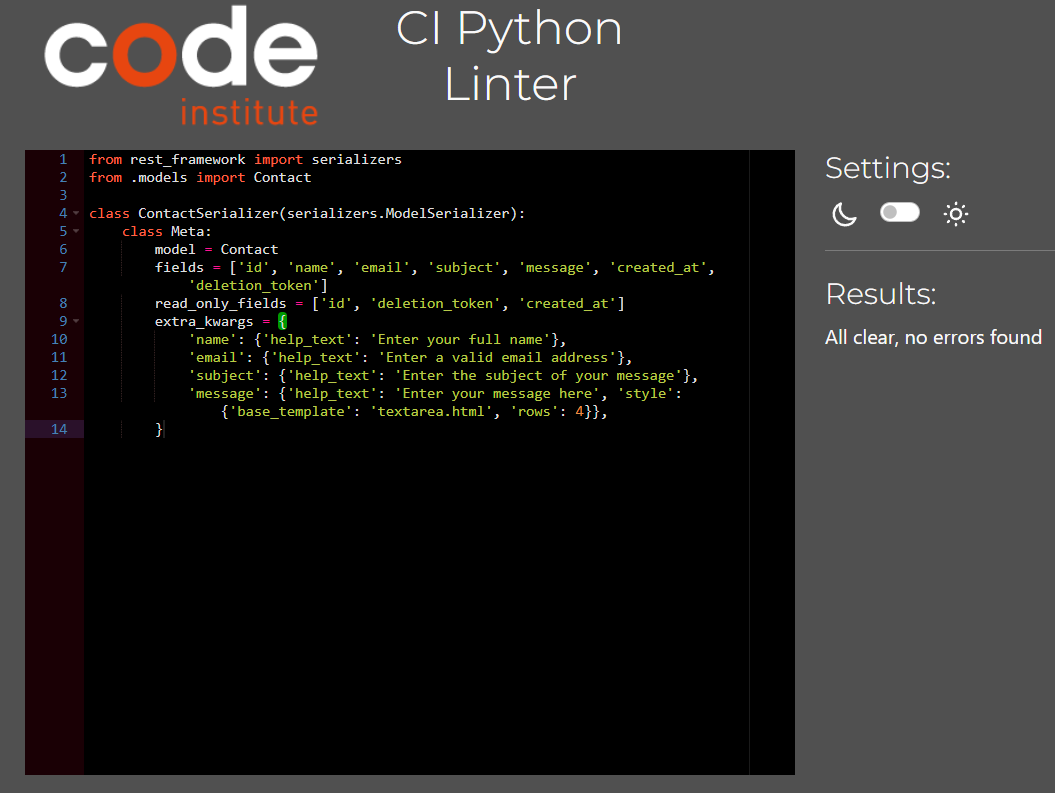 code
institute
CI Python
Linter
1 from rest_framework import serializers
2 from .models import Contact
3
4 class ContactSerializer(serializers.ModelSerializer):
5 class Meta:
6 model = Contact
7 fields = ['id', 'name', 'email', 'subject', 'message', 'created_at',
'deletion_token']
8 read_only_fields = ['id', 'deletion_token', 'created_at']
9 extra_kwargs = {
10 'name': {'help_text': 'Enter your full name'},
11 'email': {'help_text': 'Enter a valid email address'},
12 'subject': {'help_text': 'Enter the subject of your message'},
13 'message': {'help_text': 'Enter your message here', 'style':
{'base_template': 'textarea.html', 'rows': 4}},
14 }
Settings:
Results:
All clear, no errors found